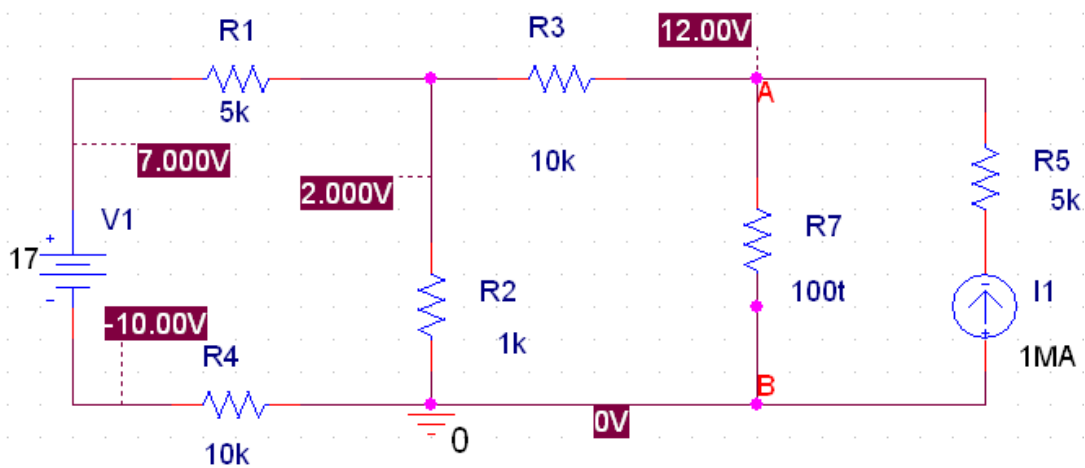 R1
R3
12.00V
A
5k
10k
7.000V
2.000V
R5
5k
V1
+
17
-
R7
100t
R2
1k
-
I1
+
1MA
-10.00V
R4
10k
0
B
0V